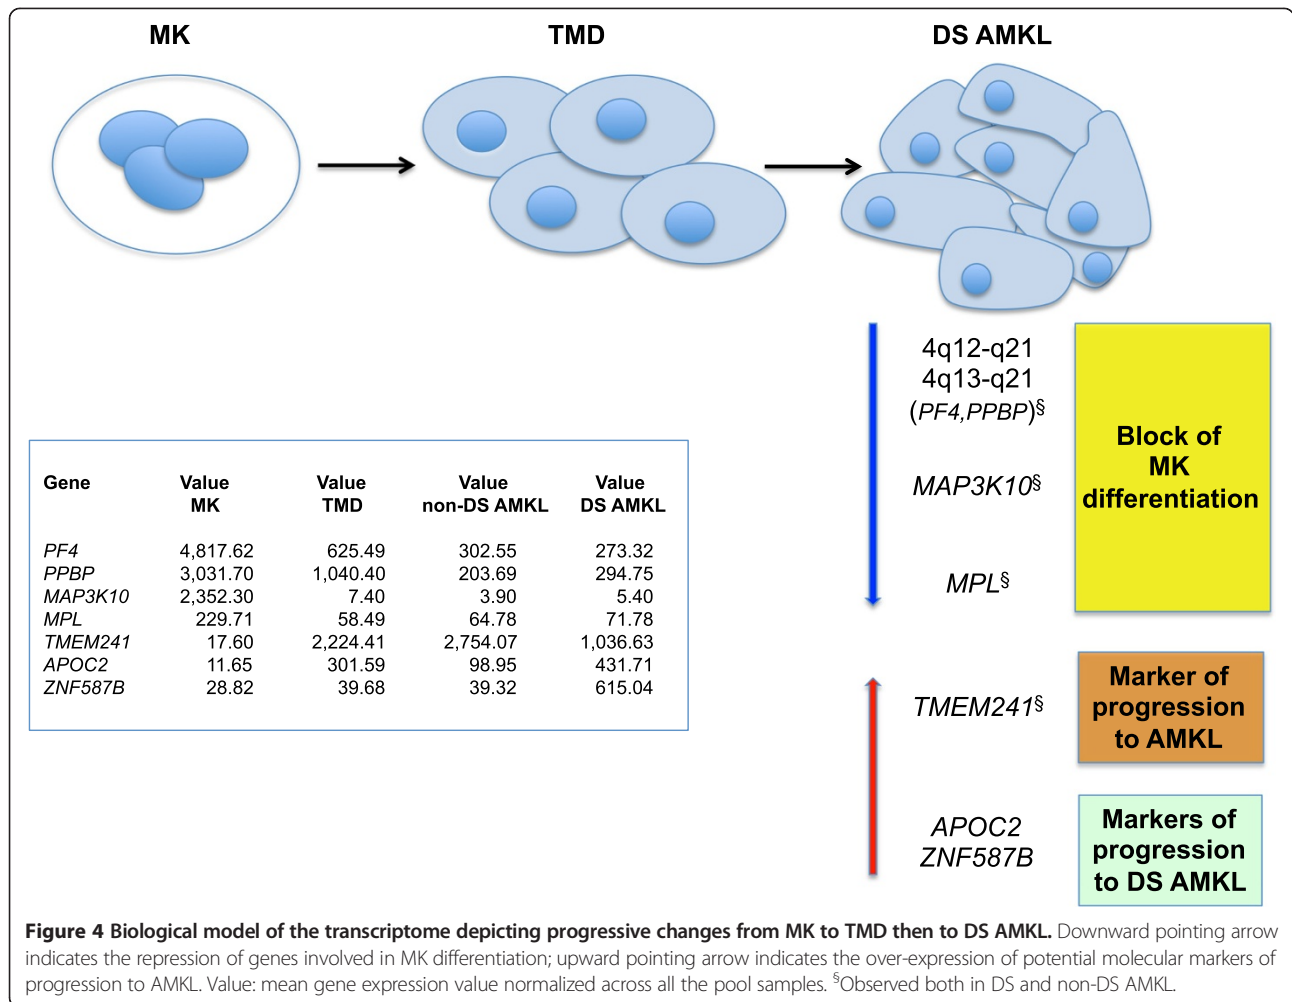 MK
TMD
DS AMKL
4q12-q21
4q13-q21
(PF4,PPBP)§
MAP3K10§
MPL§
Block of
MK
differentiation
Gene Value Value Value Value
MK TMD non-DS AMKL DS AMKL
PF4 4,817.62 625.49 302.55 273.32
PPBP 3,031.70 1,040.40 203.69 294.75
MAP3K10 2,352.30 7.40 3.90 5.40
MPL 229.71 58.49 64.78 71.78
TMEM241 17.60 2,224.41 2,754.07 1,036.63
APOC2 11.65 301.59 98.95 431.71
ZNF587B 28.82 39.68 39.32 615.04
TMEM241§
Marker of
progression
to AMKL
APOC2
ZNF587B
Markers of
progression
to DS AMKL
Figure 4 Biological model of the transcriptome depicting progressive changes from MK to TMD then to DS AMKL. Downward pointing arrow
indicates the repression of genes involved in MK differentiation; upward pointing arrow indicates the over-expression of potential molecular markers of
progression to AMKL. Value: mean gene expression value normalized across all the pool samples. §Observed both in DS and non-DS AMKL.